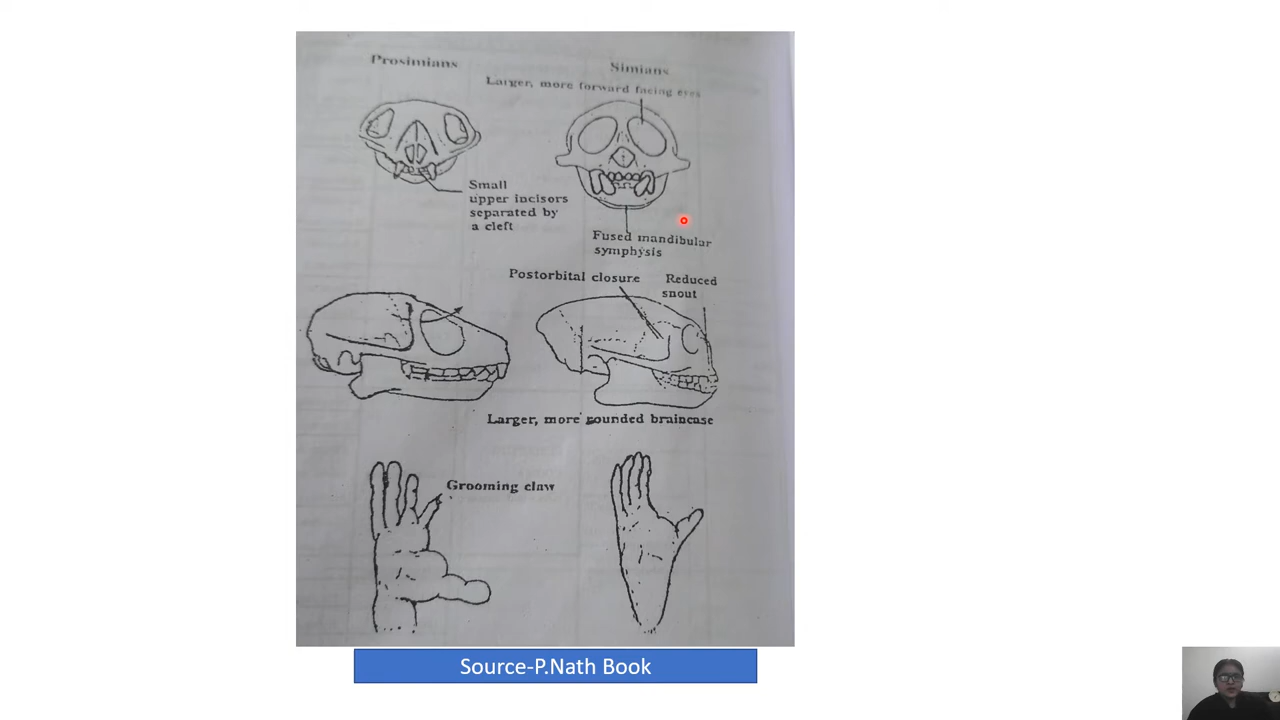 Prosimians
Simians
Larger, more forward facing eyes
Small
upper incisors
separated by
a cleft
Fused mandibular
symphysis
Postorbital closure
Reduced
snout
Larger, more rounded braincase
Grooming claw
Source-P.Nath Book